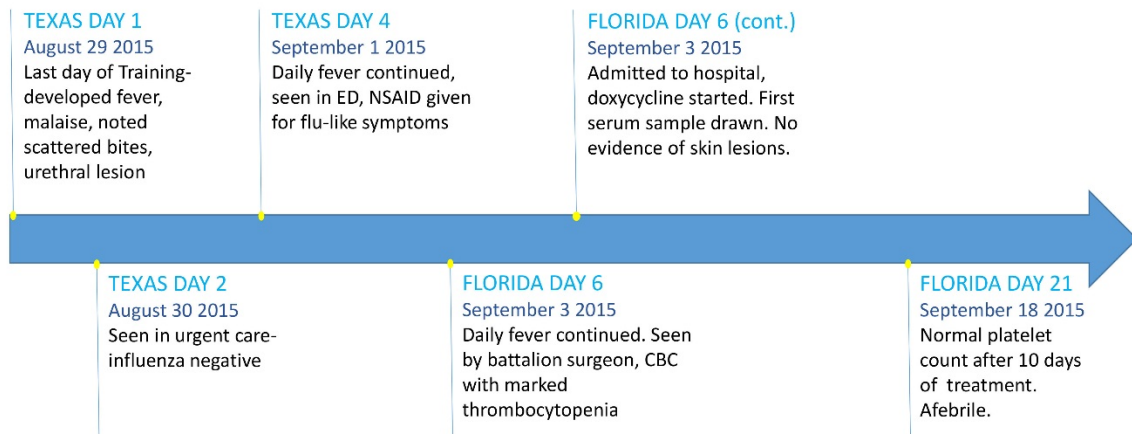 TEXAS DAY 1
August 29 2015
Last day of Training-
developed fever,
malaise, noted
scattered bites,
urethral lesion
TEXAS DAY 4
September 1 2015
Daily fever continued,
seen in ED, NSAID given
for flu-like symptoms
FLORIDA DAY 6 (cont.)
September 3 2015
Admitted to hospital,
doxycycline started. First
serum sample drawn. No
evidence of skin lesions.
TEXAS DAY 2
August 30 2015
Seen in urgent care-
influenza negative
FLORIDA DAY 6
September 3 2015
Daily fever continued. Seen
by battalion surgeon, CBC
with marked
thrombocytopenia
FLORIDA DAY 21
September 18 2015
Normal platelet
count after 10 days
of treatment.
Afebrile.